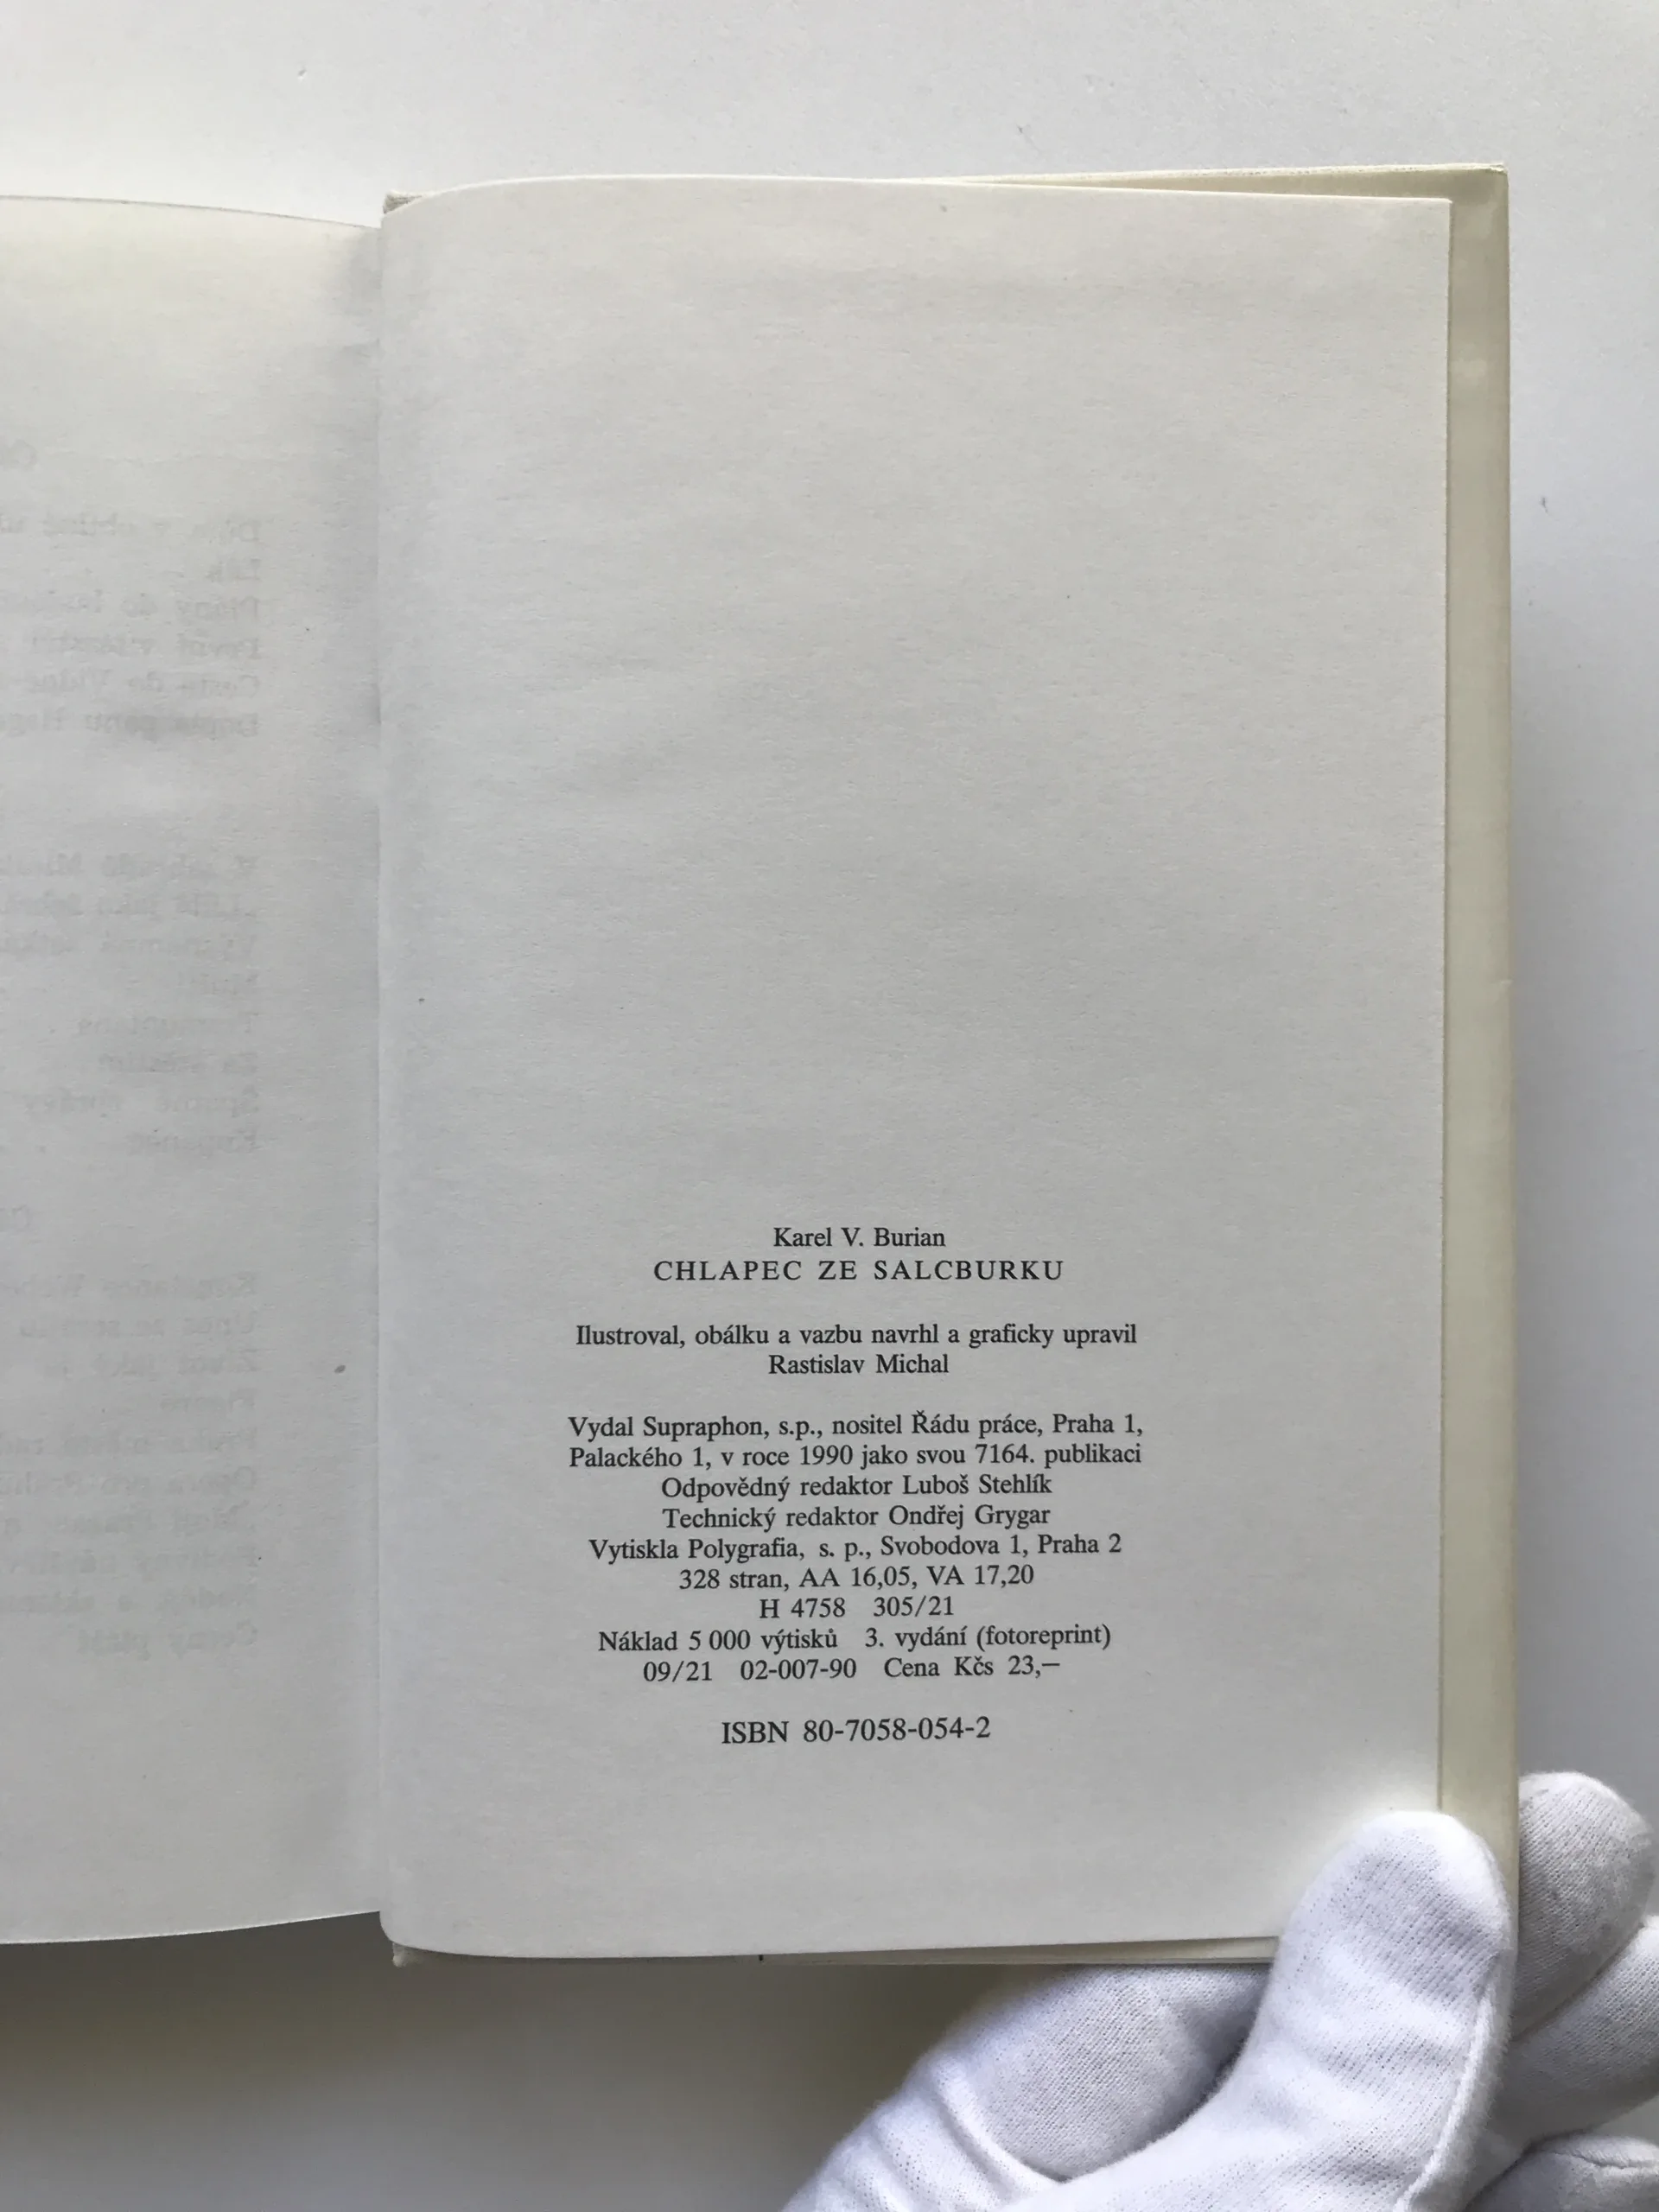 Karel V. Burian
CHLAPEC ZE SALCBURKU
Ilustroval, obálku a vazbu navrhl a graficky upravil
Rastislav Michal
Vydal Supraphon, s.p., nositel Řádu práce, Praha 1,
Palackého 1, v roce 1990 jako svou 7164. publikaci
Odpovědný redaktor Luboš Stehlík
Technický redaktor Ondřej Grygar
Vytiskla Polygrafia, s. p., Svobodova 1, Praha 2
328 stran, AA 16,05, VA 17,20
H 4758 305/21
Náklad 5 000 výtisků 3. vydání (fotoreprint)
09/21 02-007-90 Cena Kčs 23,—
ISBN 80-7058-054-2